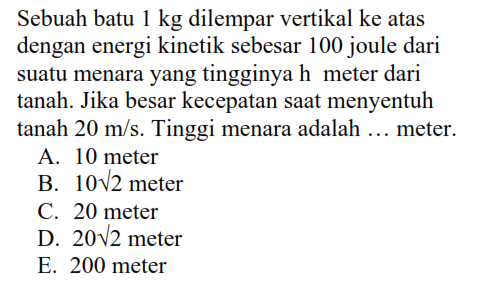 Sebuah batu 1 kg dilempar vertikal ke atas
dengan energi kinetik sebesar 100 joule dari
suatu menara yang tingginya h meter dari
tanah. Jika besar kecepatan saat menyentuh
tanah 20 m/s. Tinggi menara adalah … meter.
A. 10 meter
B. 10√2 meter
C. 20 meter
D. 20√2 meter
E. 200 meter